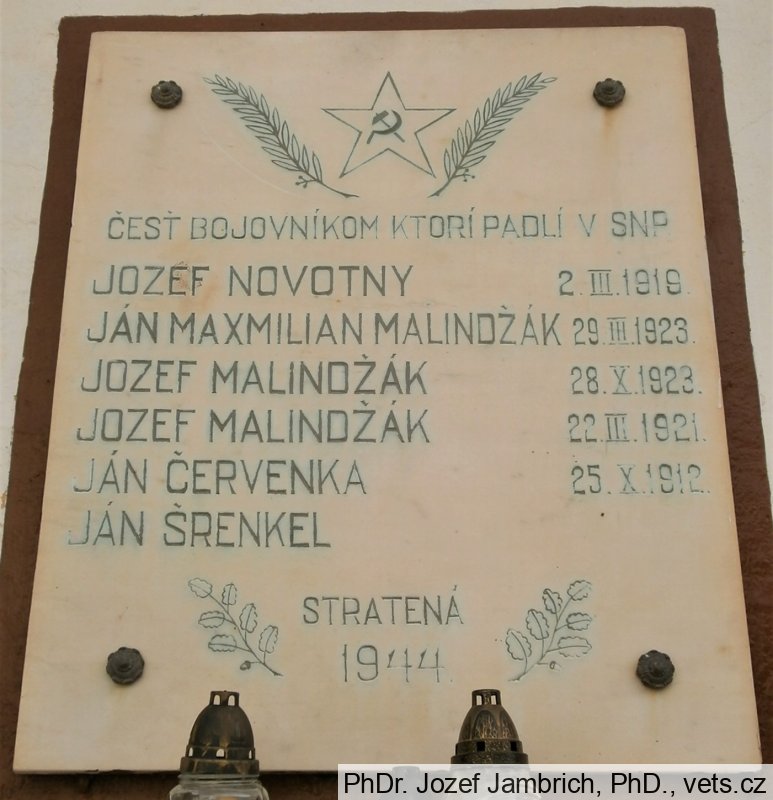 ČESŤ BOJOVNÍKOM KTORÍ PADLÍ V SNP.
JOZEF NOVOTNY 2. III. 1919.
JÁN MAXMILIAN MALINDŽÁK 29. III. 1923.
JOZEF MALINDŽÁK 28. X. 1923.
JOZEF MALINDŽÁK 22. III. 1921.
JÁN ČERVENKA 25. X. 1912.
JÁN ŠRENKEL
STRATENÁ
1944.
PhDr. Jozef Jambrich, PhD., vets.cz